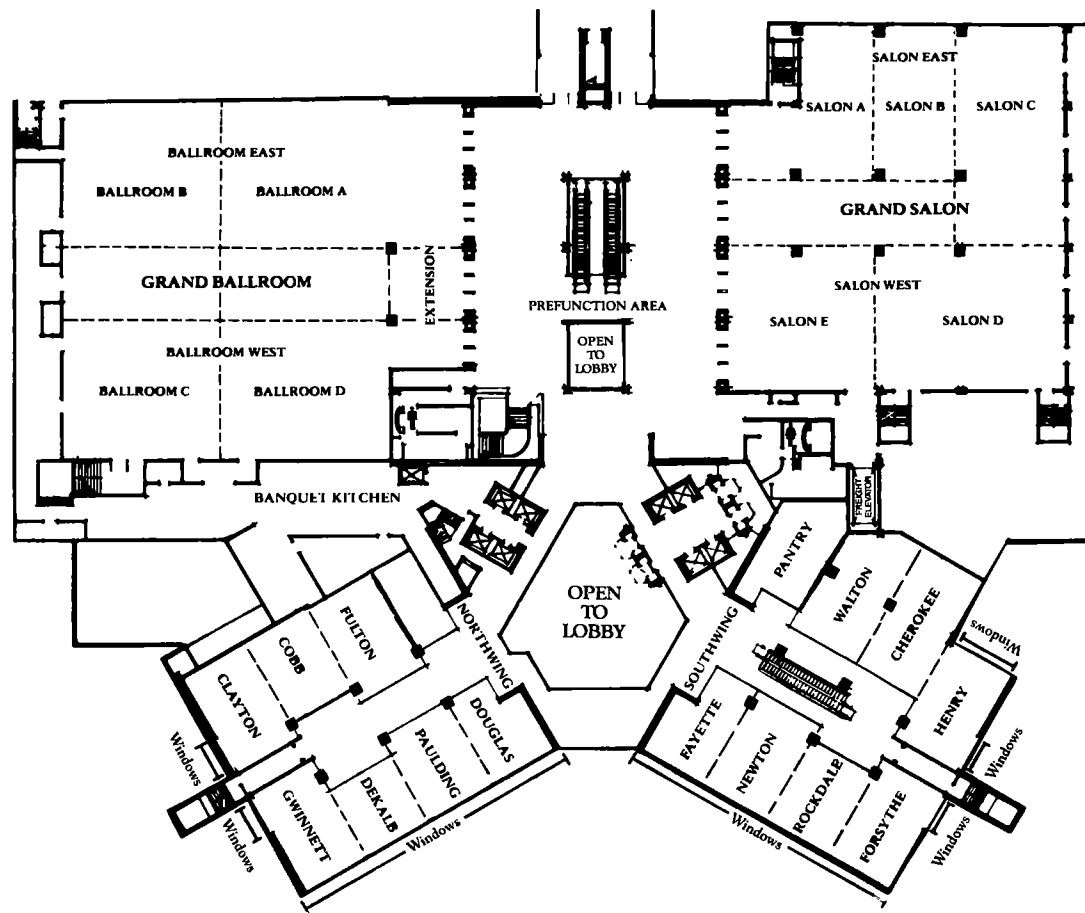 SALON EAST
SALON A
SALON B
SALON C
BALLROOM EAST
BALLROOM B
BALLROOM A
GRAND SALON
GRAND BALLROOM
EXTENSION
PREFUNCTION AREA
SALON WEST
SALON E
SALON D
OPEN
TO
LOBBY
BALLROOM WEST
BALLROOM C
BALLROOM D
BANQUET KITCHEN
FREIGHT
ELEVATOR
PANTRY
WALTON
CHEROKEE
Windows
HENRY
Windows
OPEN
TO
LOBBY
NORTHWING
SOUTHWING
FULTON
COBB
CLAYTON
Windows
DOUGLAS
PAULDING
DEKALB
GWINNETT
Windows
Windows
FAYETTE
NEWTON
ROCKDALE
FORSYTHE
Windows
Windows